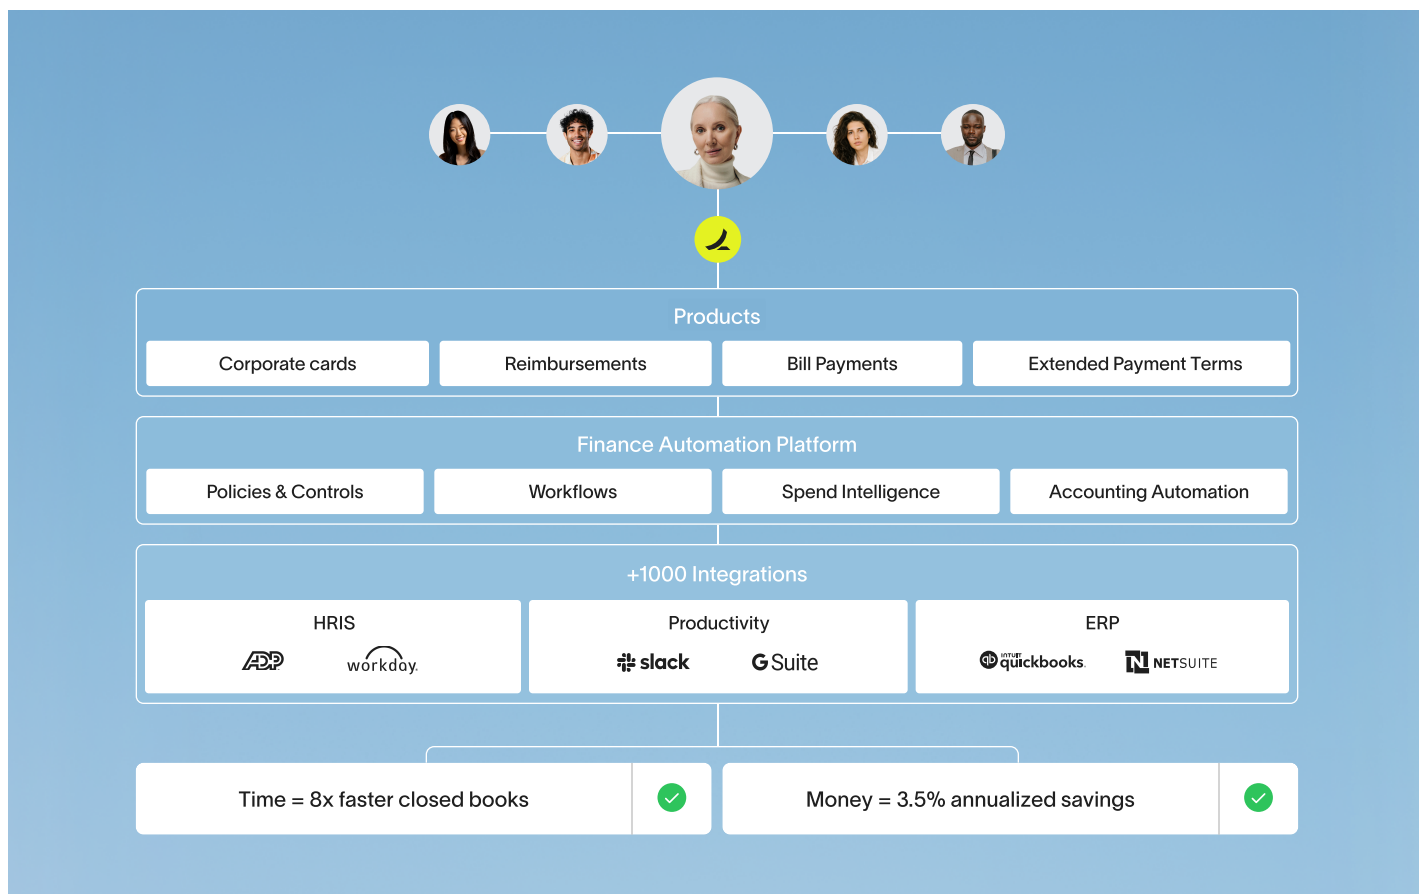 Products
Corporate cards
Reimbursements
Bill Payments
Extended Payment Terms
Finance Automation Platform
Policies & Controls
Workflows
Spend Intelligence
Accounting Automation
+1000 Integrations
HRIS
Productivity
ERP
ADP
workday.
slack
G Suite
qb INTUIT quickbooks.
N NETSUITE
Time = 8x faster closed books
Money = 3.5% annualized savings